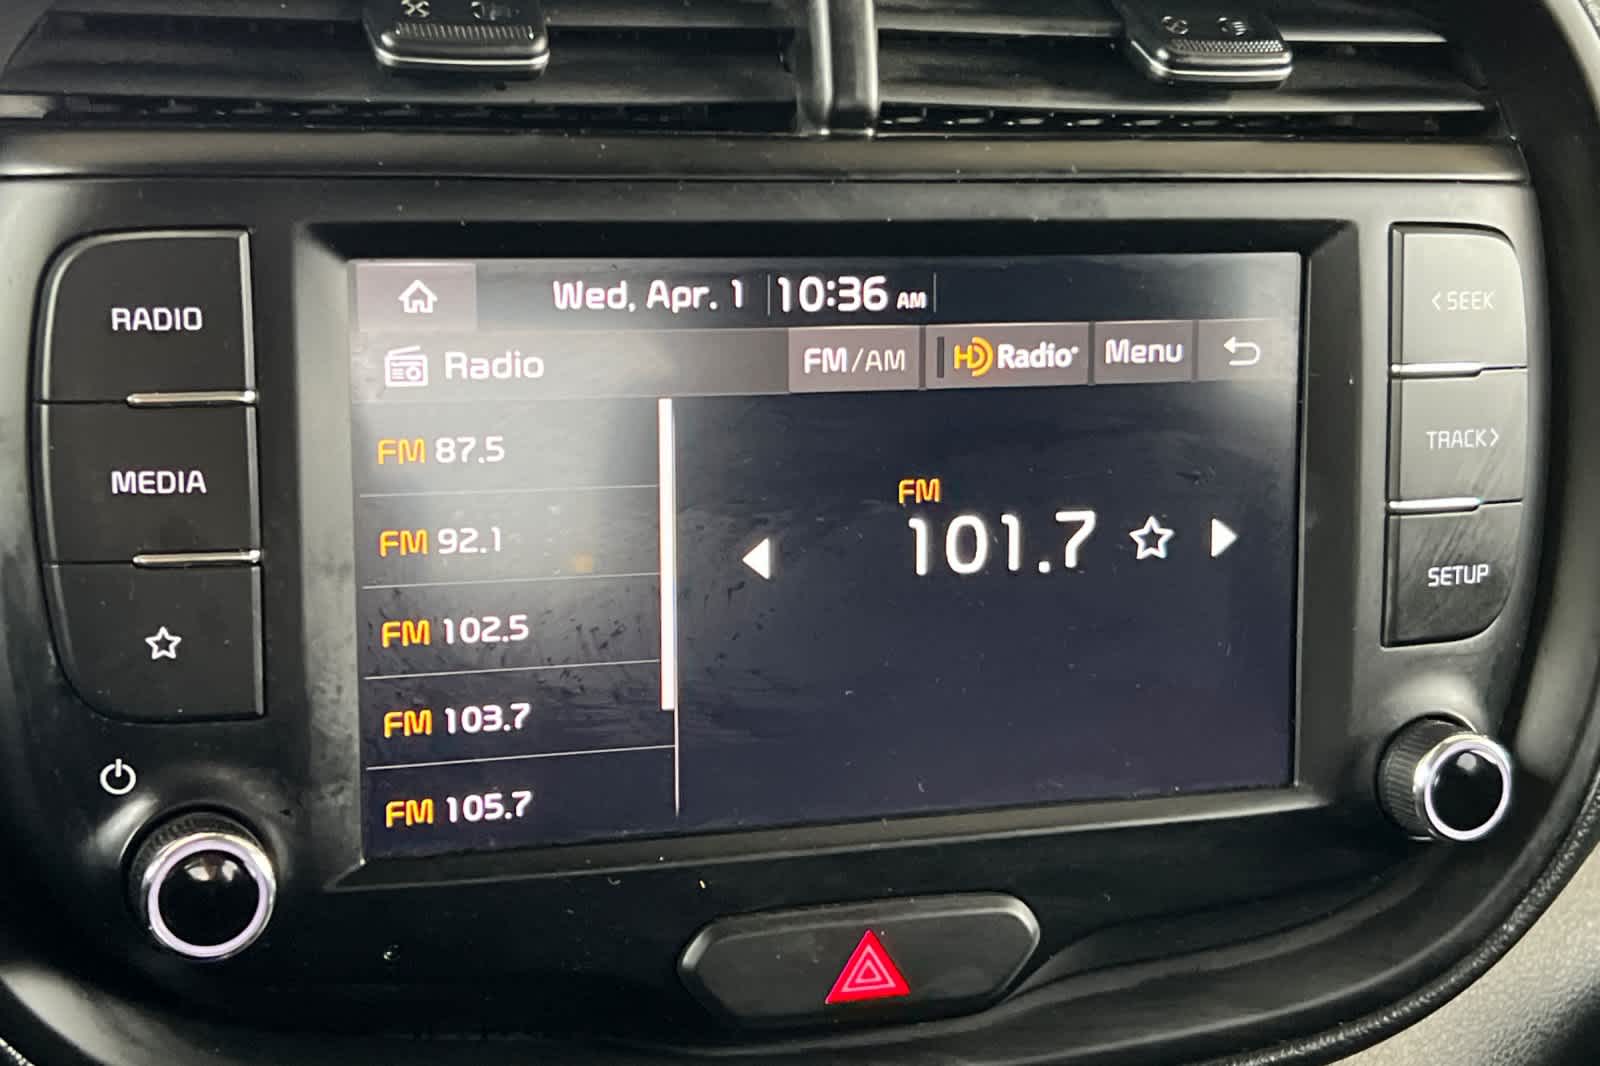 Wed, Apr. 1 10:36 AM
Radio FM/AM HD Radio Menu
FM 87.5
FM 92.1
FM 102.5
FM 103.7
FM 105.7
FM
101.7
RADIO
MEDIA
< SEEK
TRACK >
SETUP